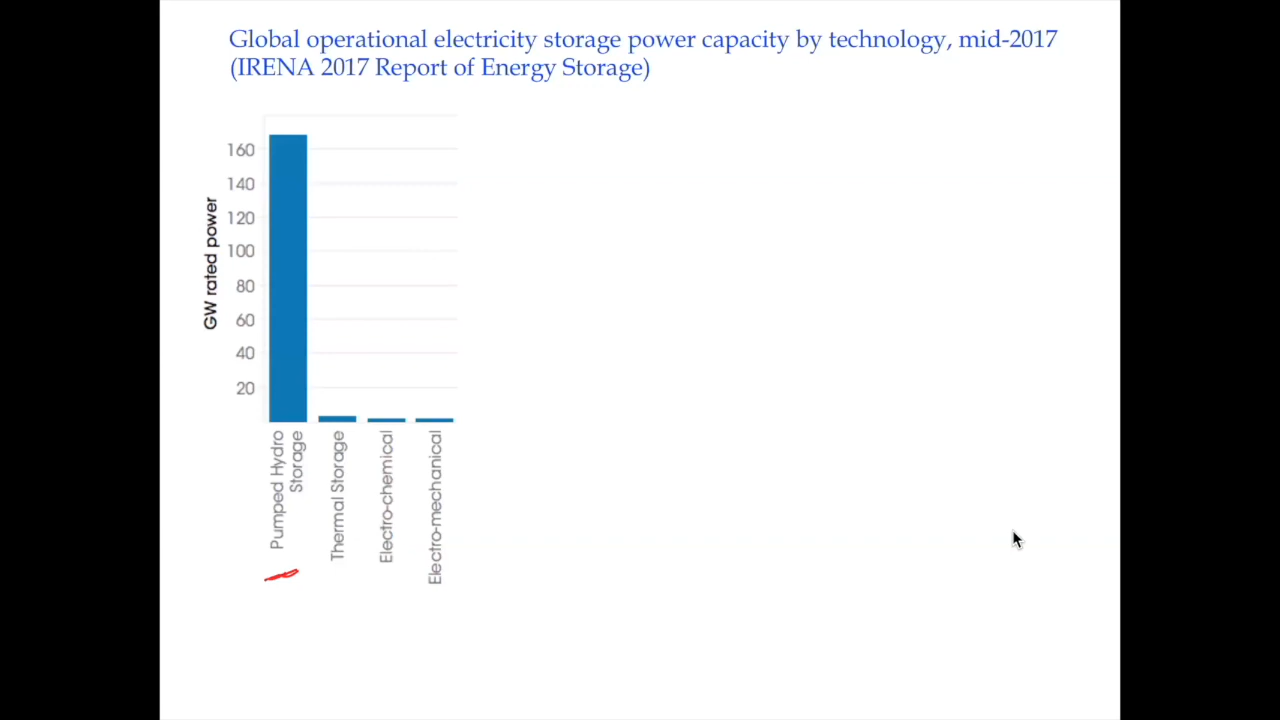 Global operational electricity storage power capacity by technology, mid-2017
(IRENA 2017 Report of Energy Storage)
GW rated power
160
140
120
100
80
60
40
20
Pumped Hydro
Storage
Thermal Storage
Electro-chemical
Electro-mechanical